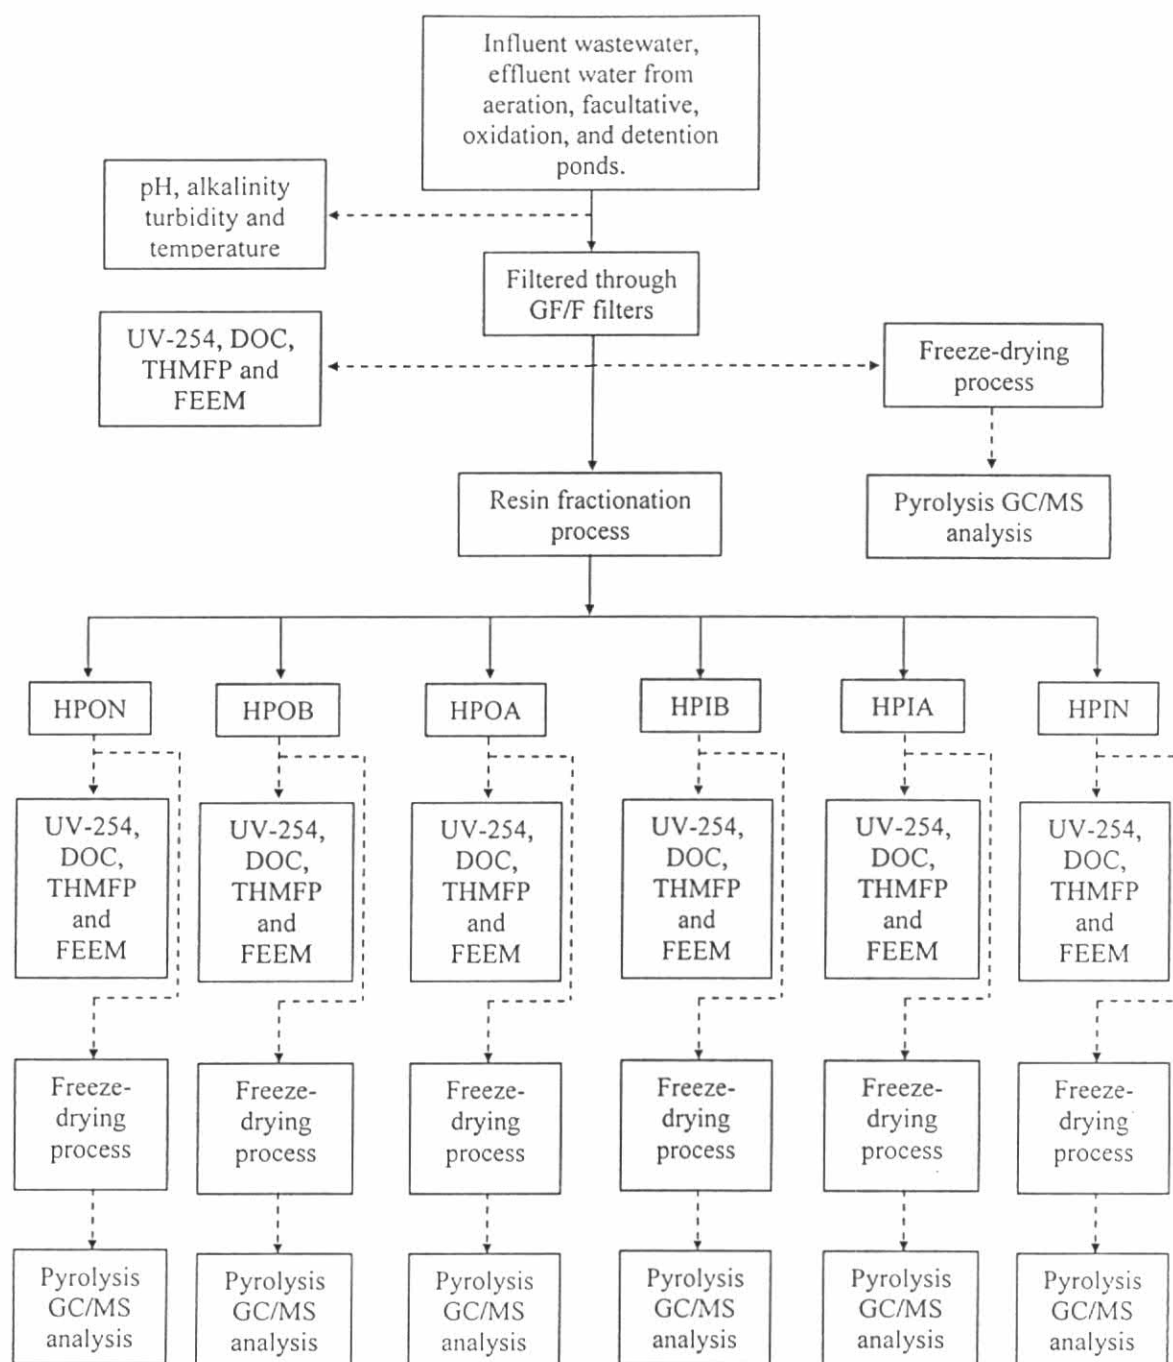 Influent wastewater,
effluent water from
aeration, facultative,
oxidation, and detention
ponds.
pH, alkalinity
turbidity and
temperature
Filtered through
GF/F filters
UV-254, DOC,
THMFP and
FEEM
Freeze-drying
process
Resin fractionation
process
Pyrolysis GC/MS
analysis
HPON
HPOB
HPOA
HPIB
HPIA
HPIN
UV-254,
DOC,
THMFP
and
FEEM
UV-254,
DOC,
THMFP
and
FEEM
UV-254,
DOC,
THMFP
and
FEEM
UV-254,
DOC,
THMFP
and
FEEM
UV-254,
DOC,
THMFP
and
FEEM
UV-254,
DOC,
THMFP
and
FEEM
Freeze-
drying
process
Freeze-
drying
process
Freeze-
drying
process
Freeze-
drying
process
Freeze-
drying
process
Freeze-
drying
process
Pyrolysis
GC/MS
analysis
Pyrolysis
GC/MS
analysis
Pyrolysis
GC/MS
analysis
Pyrolysis
GC/MS
analysis
Pyrolysis
GC/MS
analysis
Pyrolysis
GC/MS
analysis